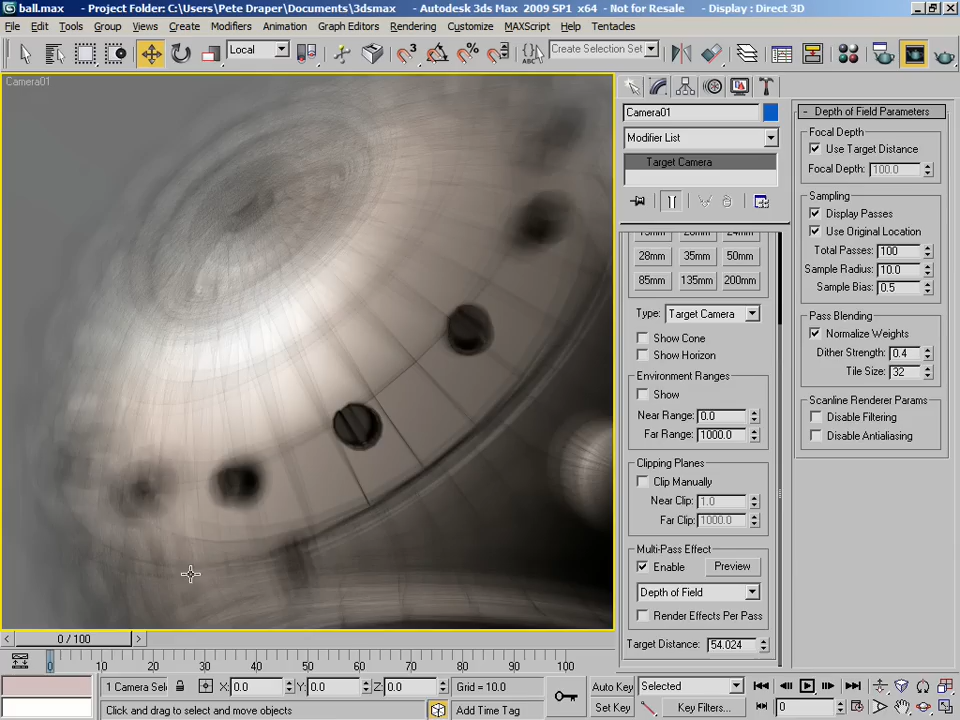 ball.max - Project Folder: C:\Users\Pete Draper\Documents\3dsmax - Autodesk 3ds Max 2009 SP1 x64 - Not for Resale - Display : Direct 3D
File Edit Tools Group Views Create Modifiers Animation Graph Editors Rendering Customize MAXScript Help Tentacles
Local
Create Selection Set
Camera01
Camera01
Modifier List
Target Camera
28mm 35mm 50mm
85mm 135mm 200mm
Type: Target Camera
Show Cone
Show Horizon
Environment Ranges
Show
Near Range: 0.0
Far Range: 1000.0
Clipping Planes
Clip Manually
Near Clip: 1.0
Far Clip: 1000.0
Multi-Pass Effect
Enable Preview
Depth of Field
Render Effects Per Pass
Target Distance: 54.024
- Depth of Field Parameters
Focal Depth
Use Target Distance
Focal Depth: 100.0
Sampling
Display Passes
Use Original Location
Total Passes: 100
Sample Radius: 10.0
Sample Bias: 0.5
Pass Blending
Normalize Weights
Dither Strength: 0.4
Tile Size: 32
Scanline Renderer Params
Disable Filtering
Disable Antialiasing
< 0 / 100 >
0 10 20 30 40 50 60 70 80 90 100
1 Camera Sel X: 0.0 Y: 0.0 Z: 0.0 Grid = 10.0 Auto Key Selected
Click and drag to select and move objects Add Time Tag Set Key Key Filters... 0